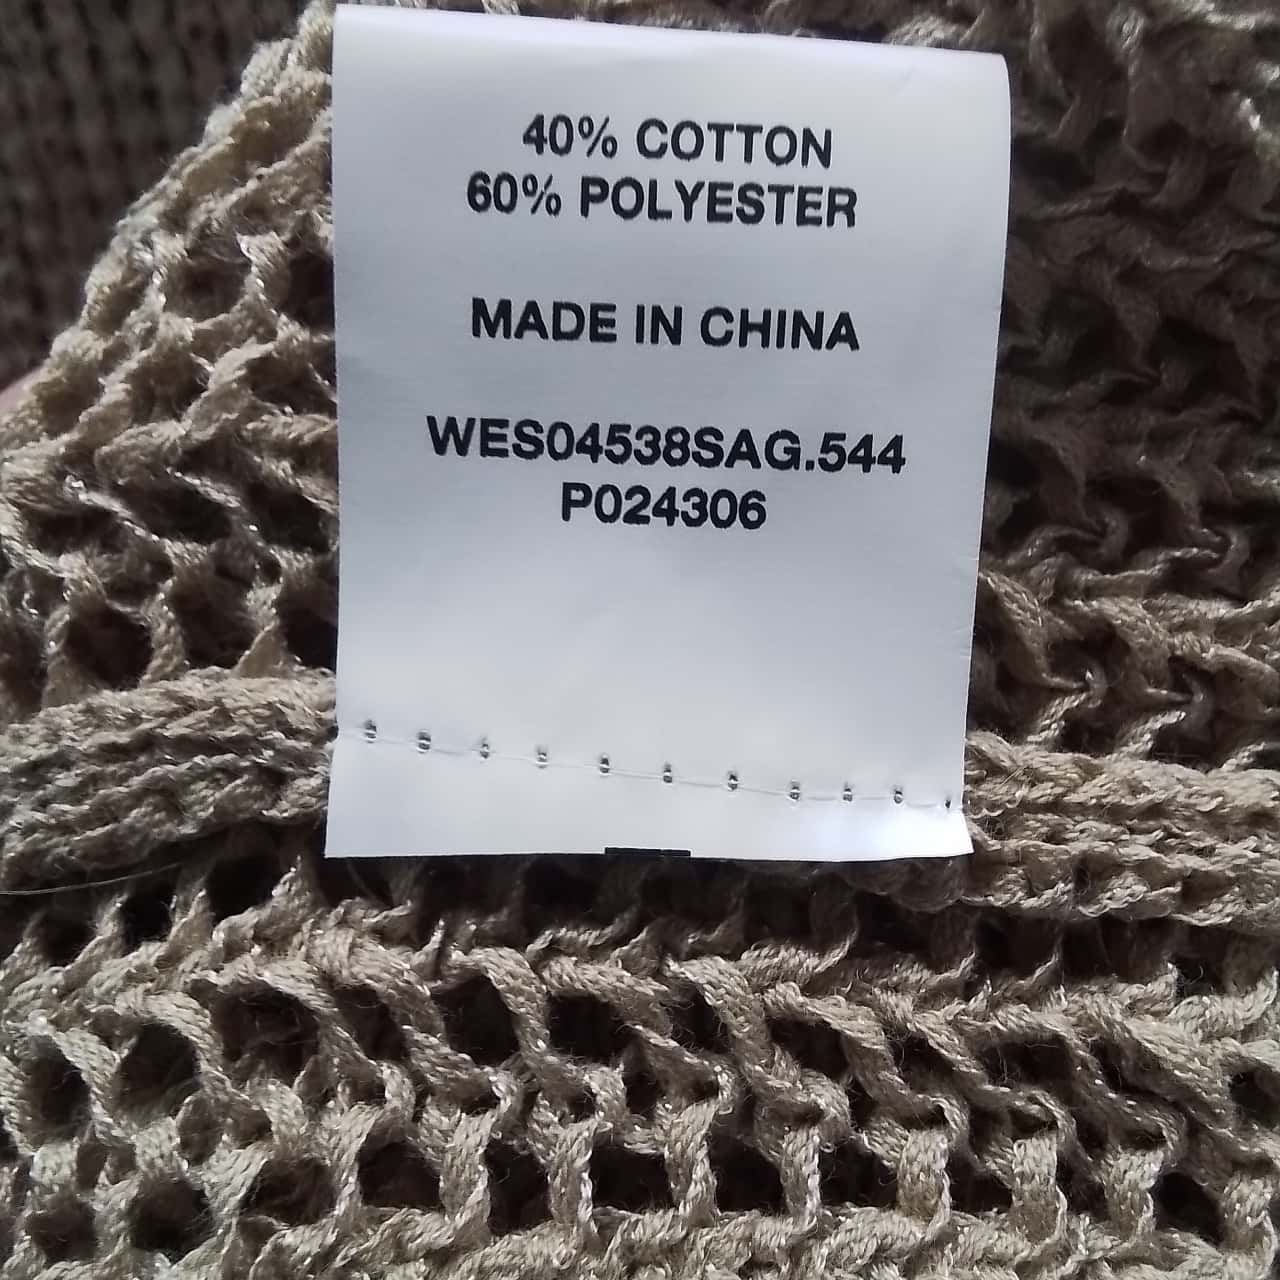 40% COTTON
60% POLYESTER
MADE IN CHINA
WES04538SAG.544
P024306